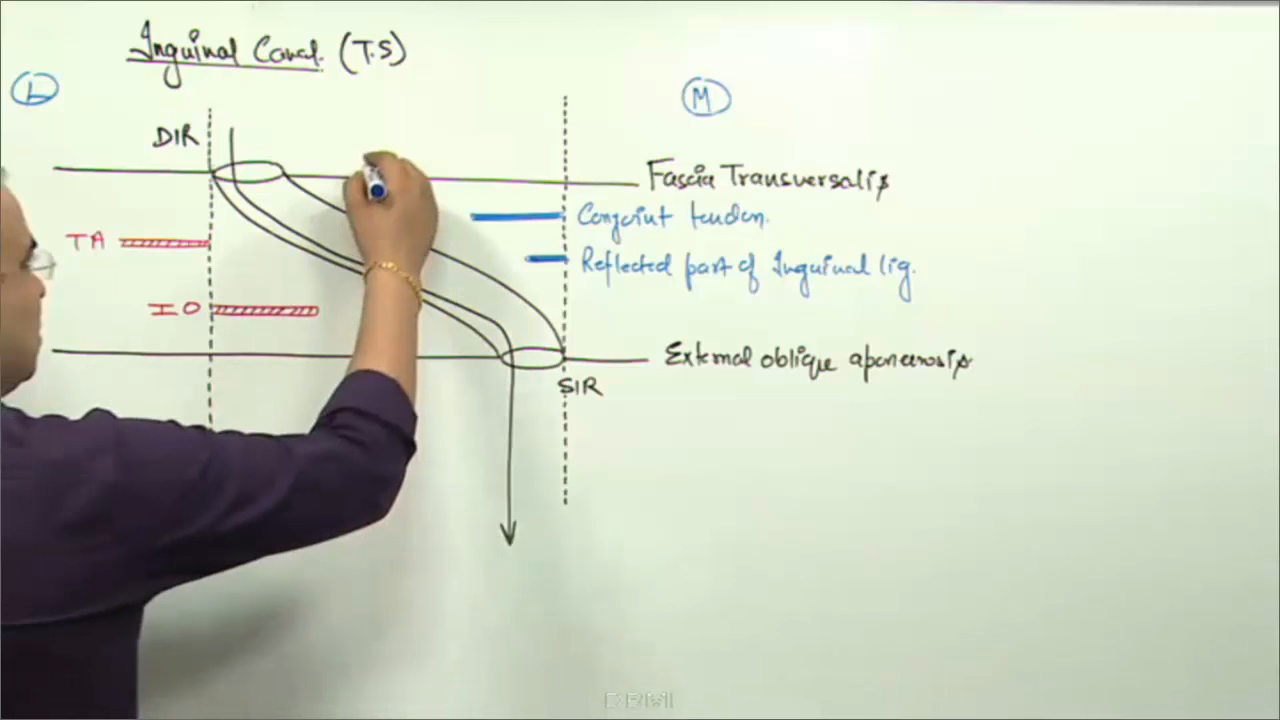 Inguinal Canal (T.S)
L
M
DIR
Fascia Transversalis
Conjoint tendon.
TA
Reflected part of Inguinal lig.
IO
External oblique aponeurosis
SIR